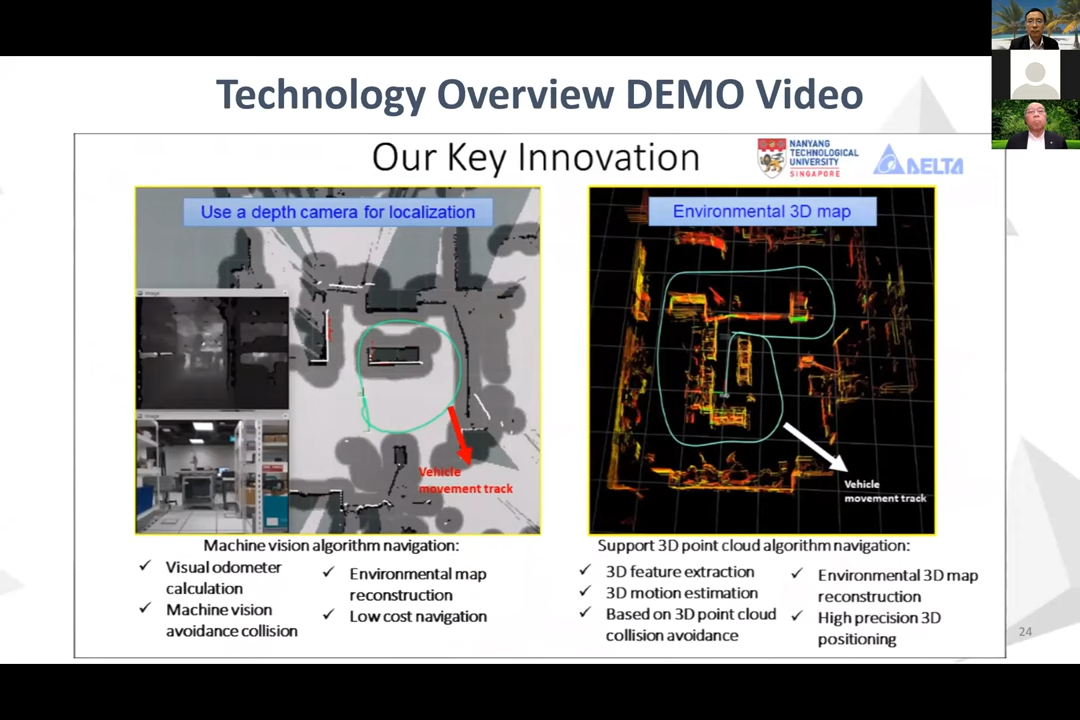 Technology Overview DEMO Video
Our Key Innovation
NANYANG
TECHNOLOGICAL
UNIVERSITY
SINGAPORE
DELTA
Use a depth camera for localization
Image
Image
Vehicle
movement track
Environmental 3D map
Vehicle
movement track
Machine vision algorithm navigation:
✓ Visual odometer
calculation
✓ Machine vision
avoidance collision
✓ Environmental map
reconstruction
✓ Low cost navigation
Support 3D point cloud algorithm navigation:
✓ 3D feature extraction
✓ 3D motion estimation
✓ Based on 3D point cloud
collision avoidance
✓ Environmental 3D map
reconstruction
✓ High precision 3D
positioning
24